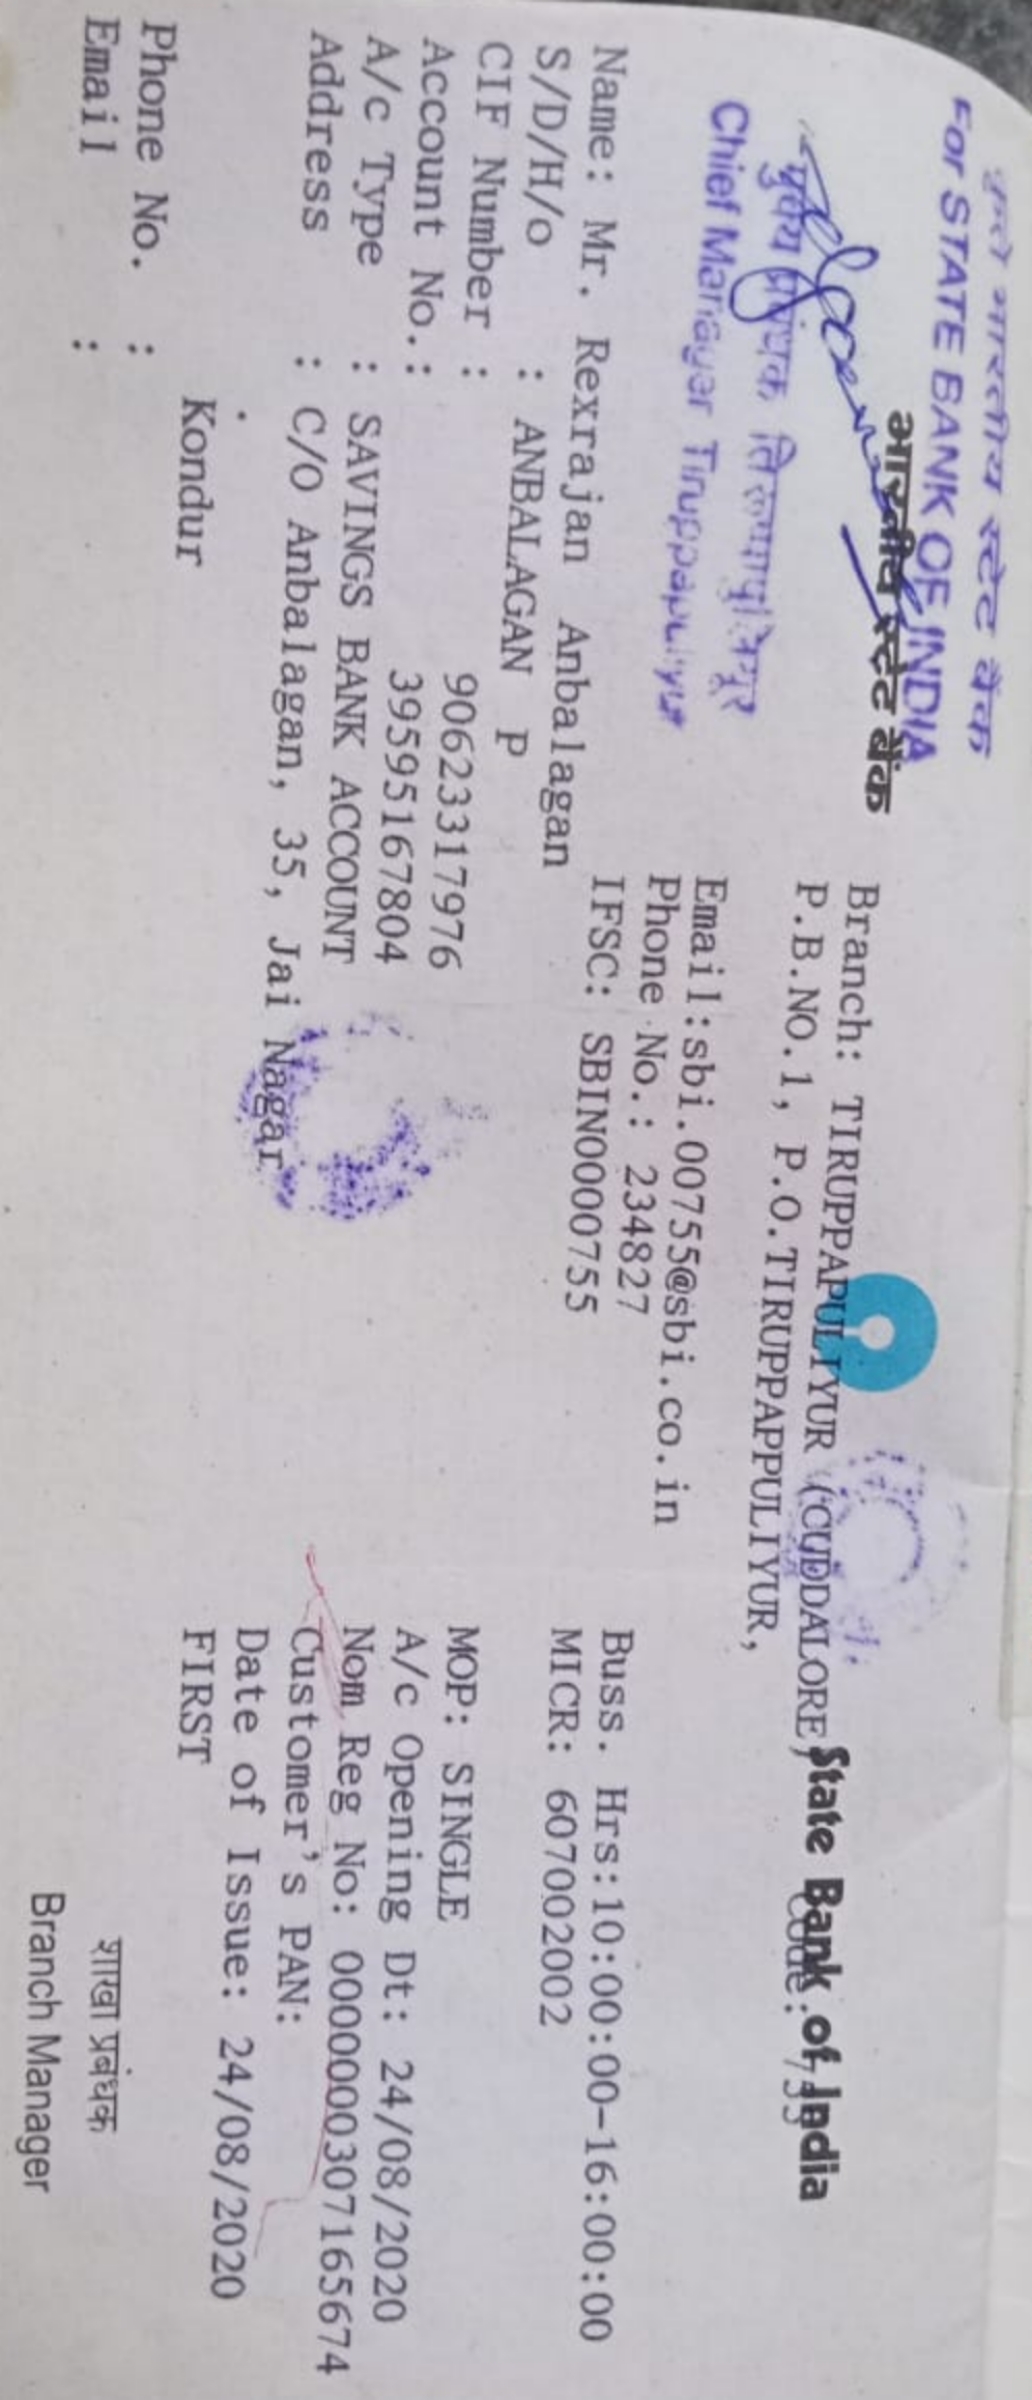 कृते भारतीय स्टेट बैंक
For STATE BANK OF INDIA
भारतीय स्टेट बैंक
State Bank of India
Branch: TIRUPPAPULIYUR (CUDDALORE)
Code: 755
P.B.NO.1, P.O.TIRUPPAPPULIYUR,
प्रबंधक
Chief Manager Tiruppapuliyur
Email:sbi.00755@sbi.co.in
Phone No.: 234827
IFSC: SBIN0000755
Buss. Hrs:10:00:00-16:00:00
MICR: 607002002
Name: Mr. Rexrajan Anbalagan
S/D/H/o : ANBALAGAN P
CIF Number : 90623317976
Account No.: 39595167804
A/c Type : SAVINGS BANK ACCOUNT
Address : C/O Anbalagan, 35, Jai Nagar
.
Kondur
Phone No. :
Email :
MOP: SINGLE
A/c Opening Dt: 24/08/2020
Nom Reg No: 0000000307165674
Customer's PAN:
Date of Issue: 24/08/2020
FIRST
शाखा प्रबंधक
Branch Manager